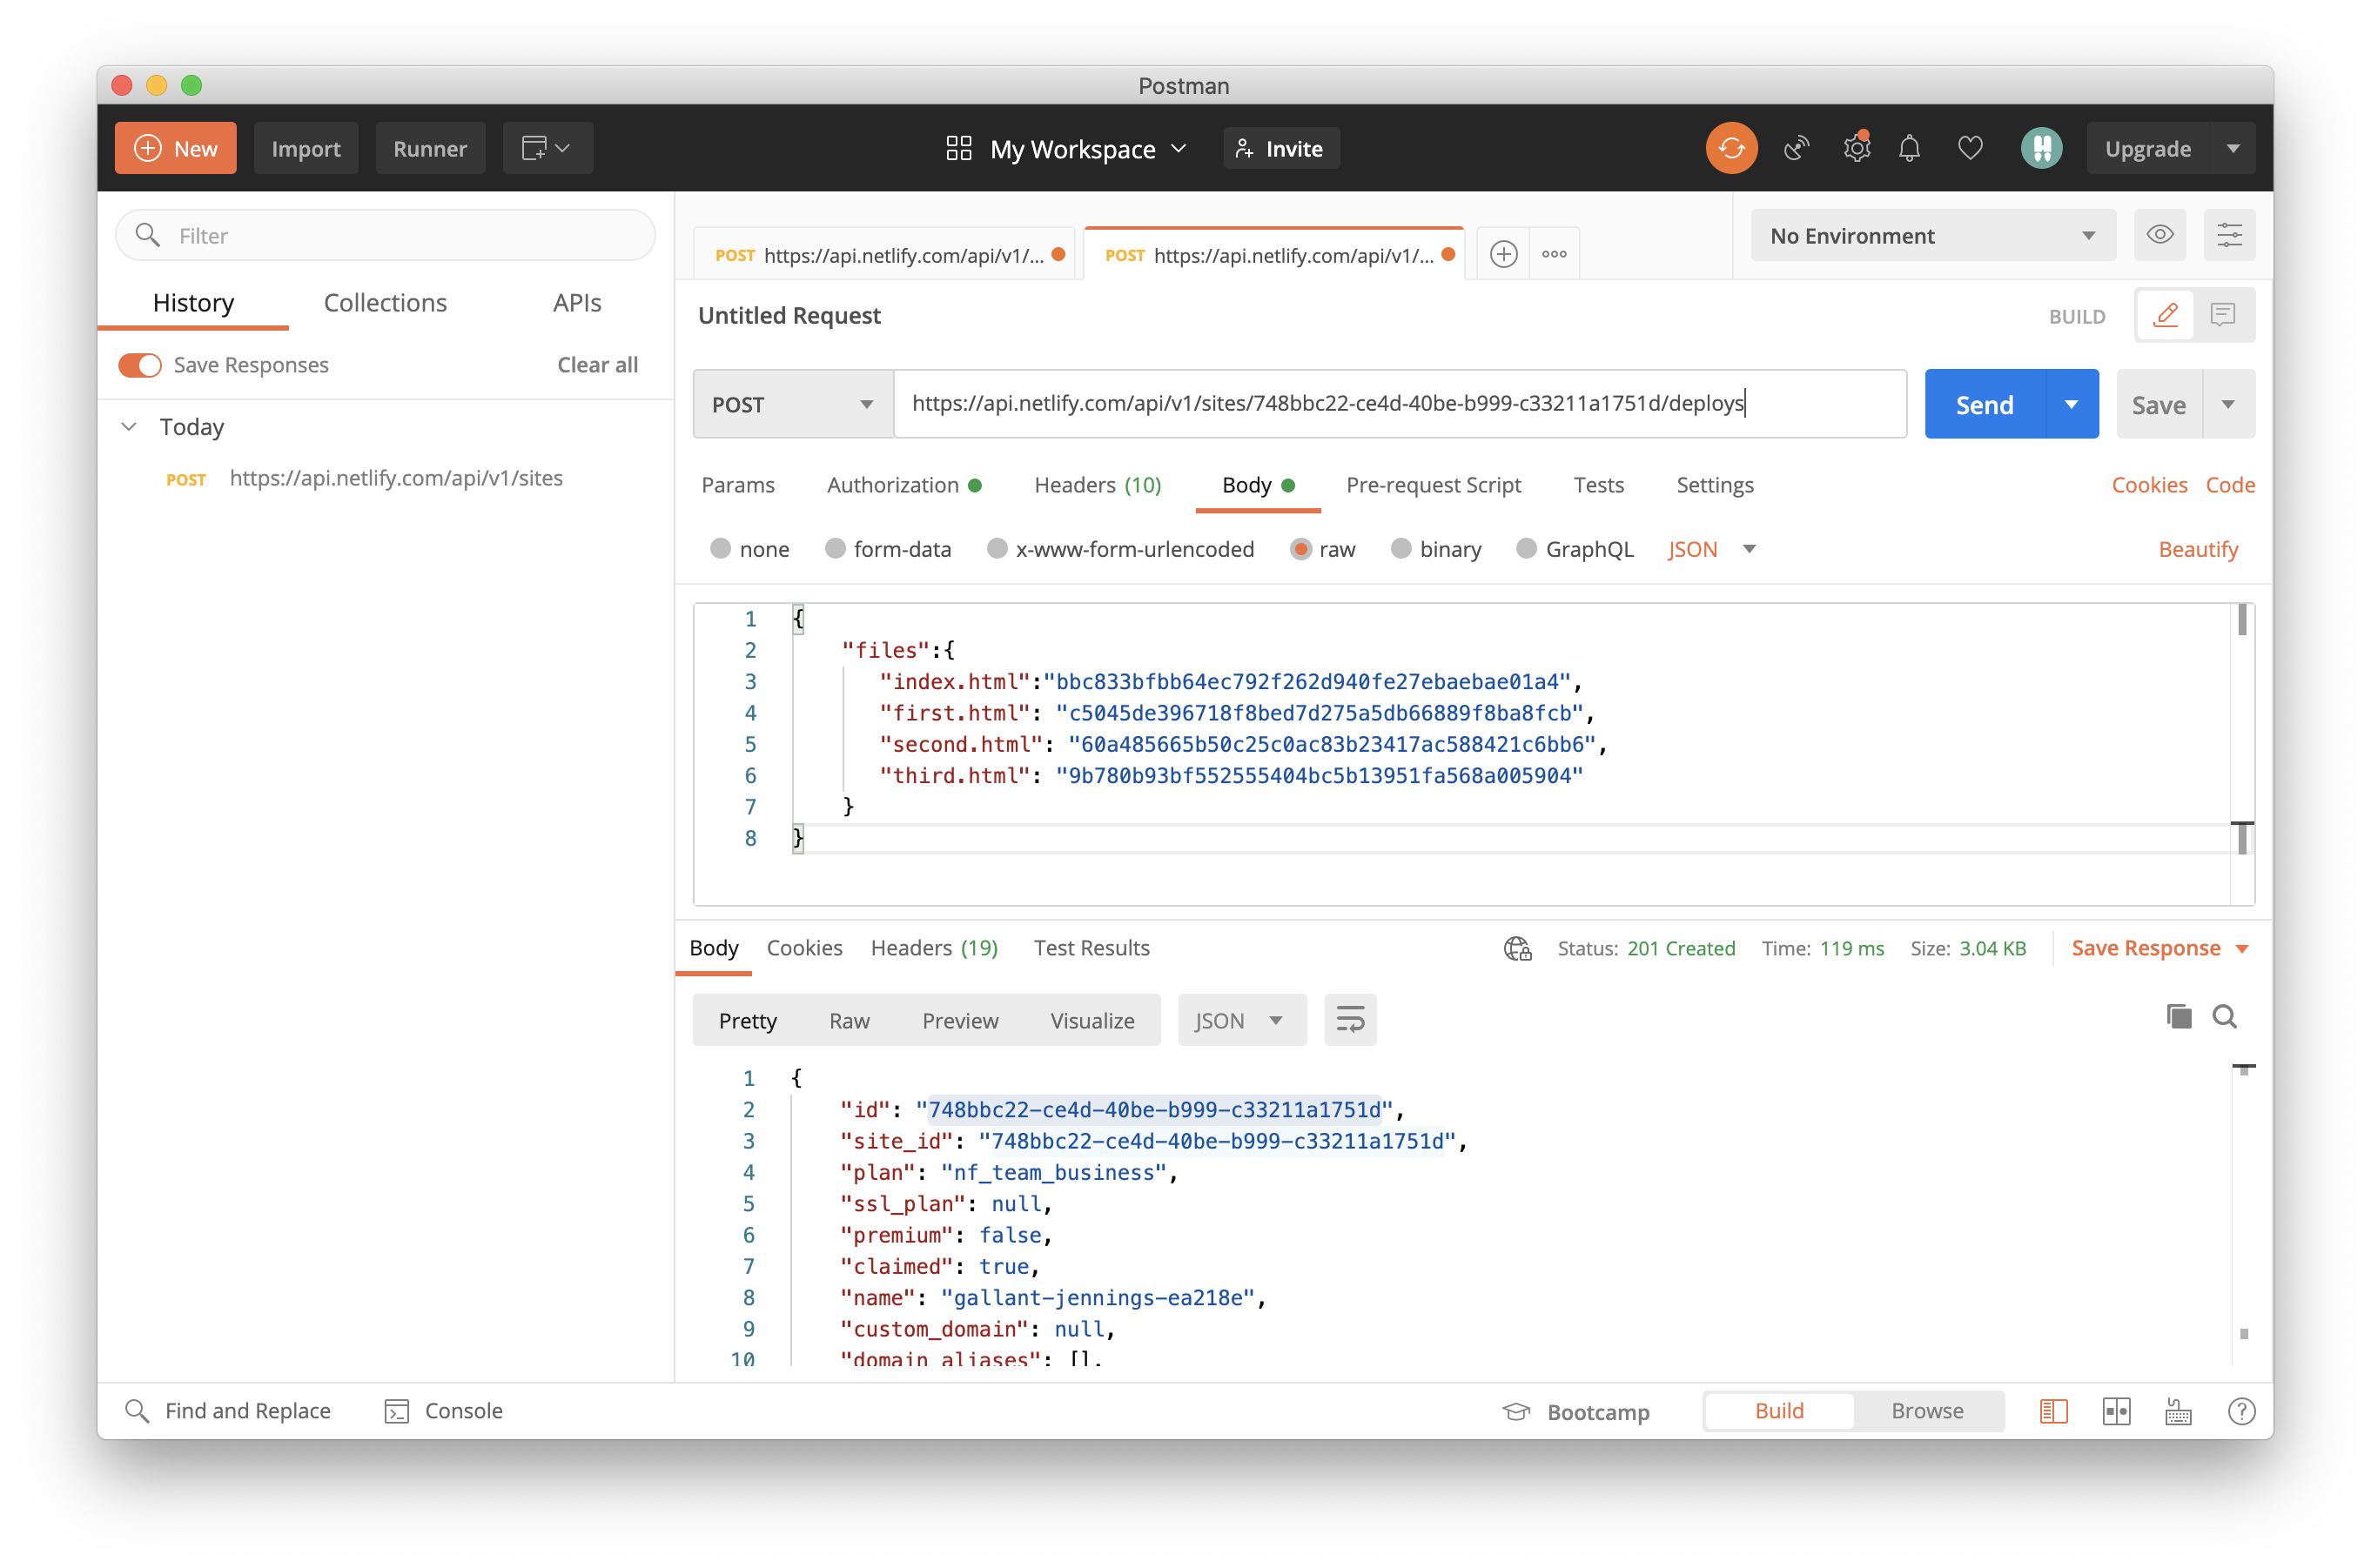 Postman
New
Import
Runner
My Workspace
Invite
Upgrade
Filter
History
Collections
APIs
Save Responses
Clear all
Today
POST https://api.netlify.com/api/v1/sites
POST https://api.netlify.com/api/v1/...
POST https://api.netlify.com/api/v1/...
No Environment
Untitled Request
BUILD
POST
https://api.netlify.com/api/v1/sites/748bbc22-ce4d-40be-b999-c33211a1751d/deploys
Send
Save
Params
Authorization
Headers (10)
Body
Pre-request Script
Tests
Settings
Cookies
Code
none
form-data
x-www-form-urlencoded
raw
binary
GraphQL
JSON
Beautify
1 {
2 "files":{
3 "index.html":"bbc833bfbb64ec792f262d940fe27ebaebae01a4",
4 "first.html": "c5045de396718f8bed7d275a5db66889f8ba8fcb",
5 "second.html": "60a485665b50c25c0ac83b23417ac588421c6bb6",
6 "third.html": "9b780b93bf552555404bc5b13951fa568a005904"
7 }
8 }
Body
Cookies
Headers (19)
Test Results
Status: 201 Created
Time: 119 ms
Size: 3.04 KB
Save Response
Pretty
Raw
Preview
Visualize
JSON
1 {
2 "id": "748bbc22-ce4d-40be-b999-c33211a1751d",
3 "site_id": "748bbc22-ce4d-40be-b999-c33211a1751d",
4 "plan": "nf_team_business",
5 "ssl_plan": null,
6 "premium": false,
7 "claimed": true,
8 "name": "gallant-jennings-ea218e",
9 "custom_domain": null,
10 "domain_aliases": [],
Find and Replace
Console
Bootcamp
Build
Browse